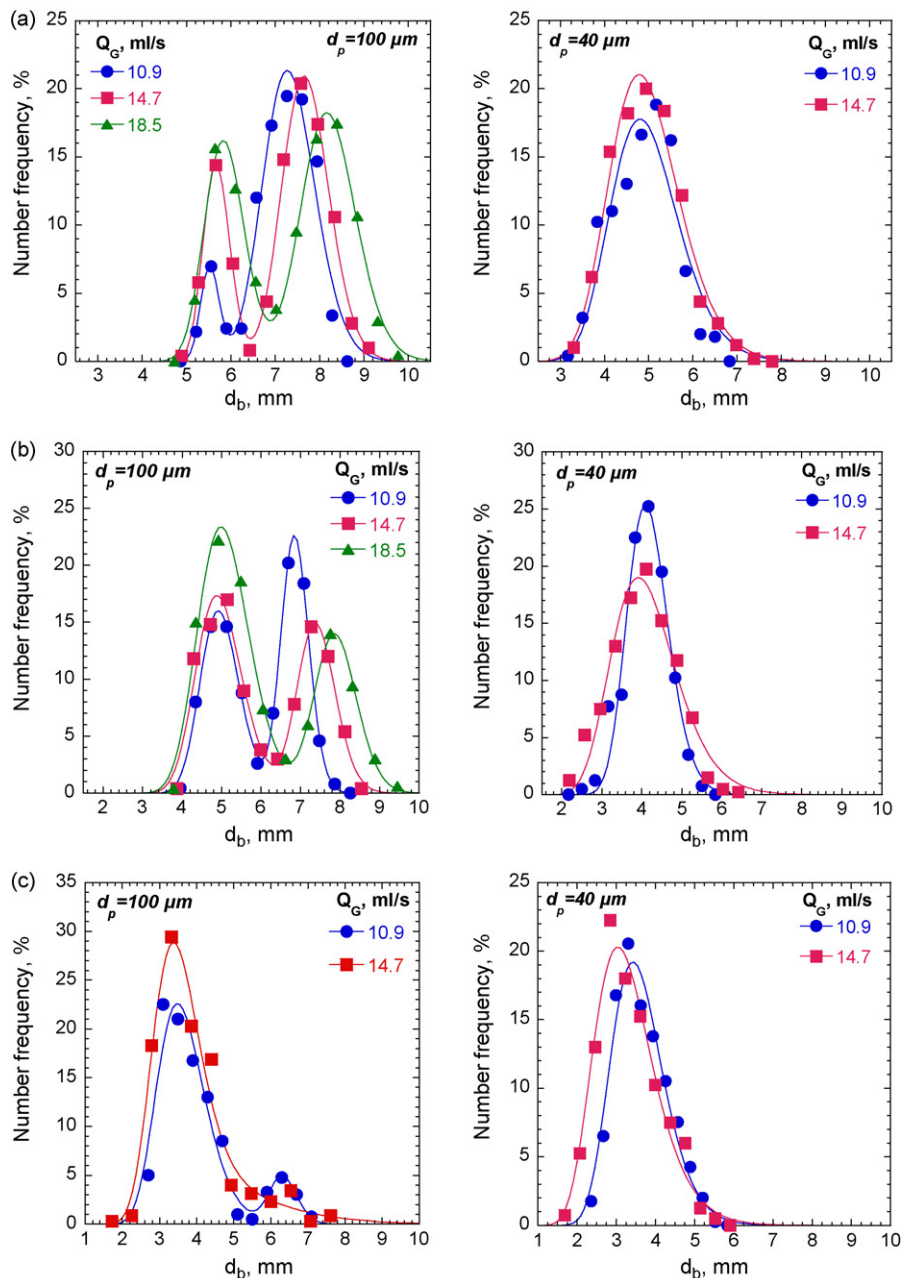 (a)
25
20
15
10
5
0
Number frequency, %
Q_G, ml/s
d_p=100 µm
10.9
14.7
18.5
3 4 5 6 7 8 9 10
d_b, mm
25
20
15
10
5
0
Number frequency, %
d_p=40 µm
Q_G, ml/s
10.9
14.7
3 4 5 6 7 8 9 10
d_b, mm
(b)
30
25
20
15
10
5
0
Number frequency, %
d_p=100 µm
Q_G, ml/s
10.9
14.7
18.5
2 3 4 5 6 7 8 9 10
d_b, mm
30
25
20
15
10
5
0
Number frequency, %
d_p=40 µm
Q_G, ml/s
10.9
14.7
2 3 4 5 6 7 8 9 10
d_b, mm
(c)
35
30
25
20
15
10
5
0
Number frequency, %
d_p=100 µm
Q_G, ml/s
10.9
14.7
1 2 3 4 5 6 7 8 9 10
d_b, mm
25
20
15
10
5
0
Number frequency, %
d_p=40 µm
Q_G, ml/s
10.9
14.7
1 2 3 4 5 6 7 8 9 10
d_b, mm